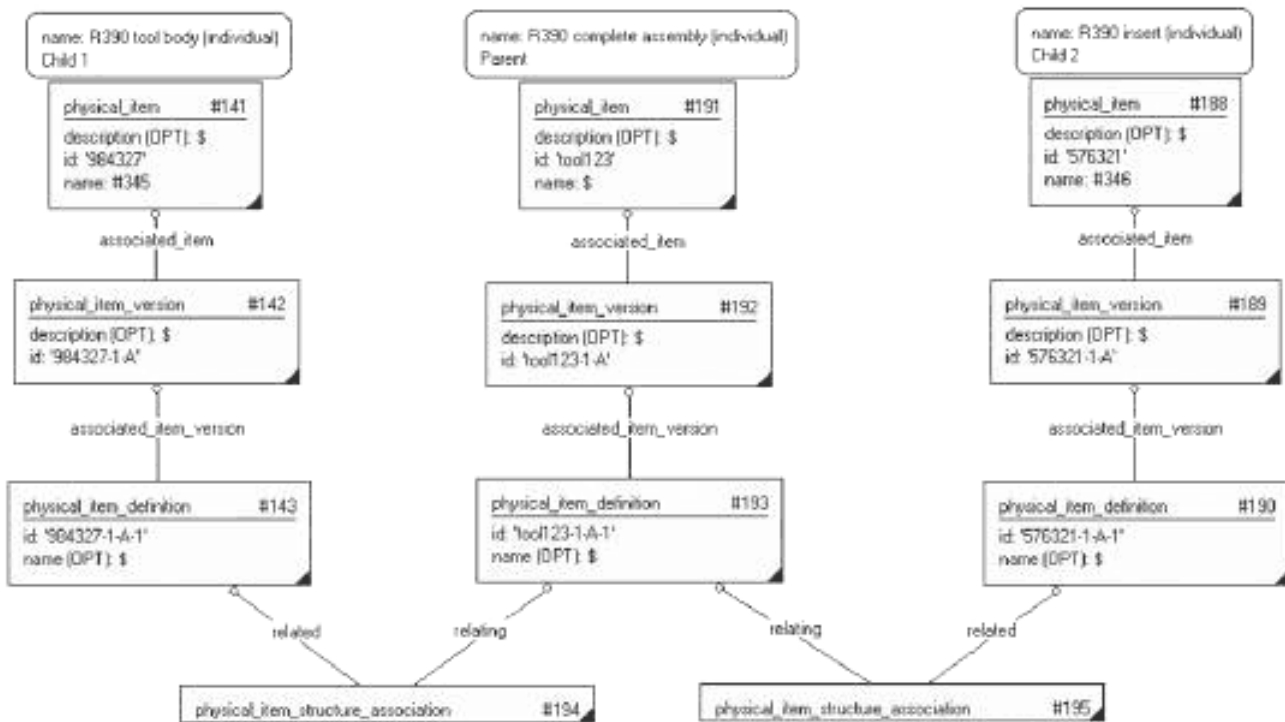 name: R390 tool body (individual)
Child 1
physical_item #141
description (OPT): $
id: '984327'
name: #345
associated_item
physical_item_version #142
description (OPT): $
id: '984327-1-A'
associated_item_version
physical_item_definition #143
id: '984327-1-A-1'
name (OPT): $
related
name: R390 complete assembly (individual)
Parent
physical_item #191
description (OPT): $
id: 'tool123'
name: $
associated_item
physical_item_version #192
description (OPT): $
id: 'tool123-1-A'
associated_item_version
physical_item_definition #193
id: 'tool123-1-A-1'
name (OPT): $
relating
relating
name: R390 insert (individual)
Child 2
physical_item #188
description (OPT): $
id: '576321'
name: #346
associated_item
physical_item_version #189
description (OPT): $
id: '576321-1-A'
associated_item_version
physical_item_definition #190
id: '576321-1-A-1'
name (OPT): $
related
physical_item_structure_association #194
physical_item_structure_association #195